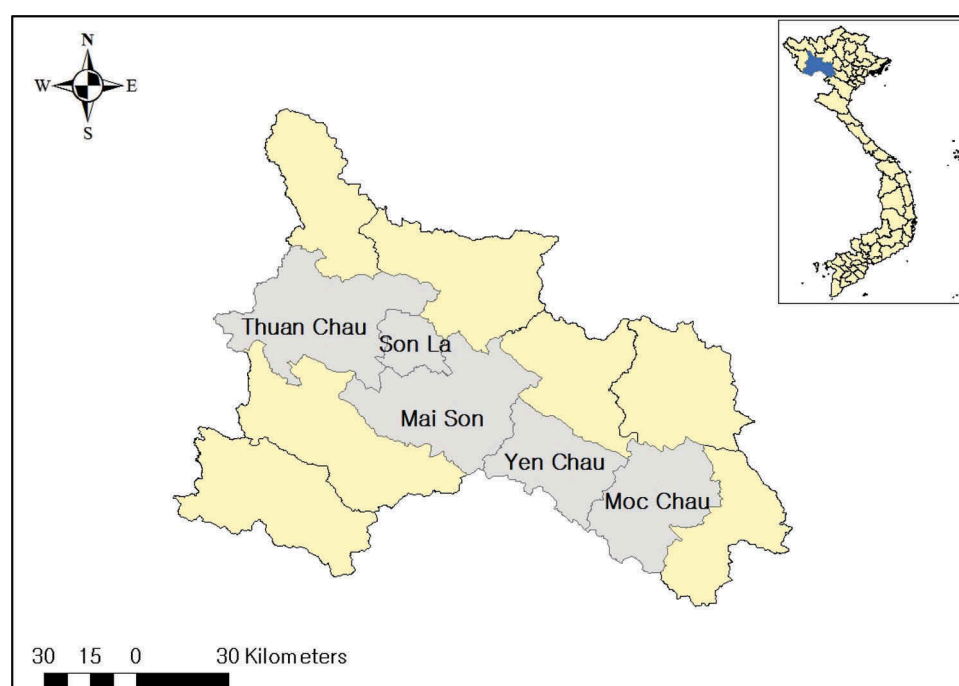 N
W E
S
Thuan Chau
Son La
Mai Son
Yen Chau
Moc Chau
30 15 0 30 Kilometers